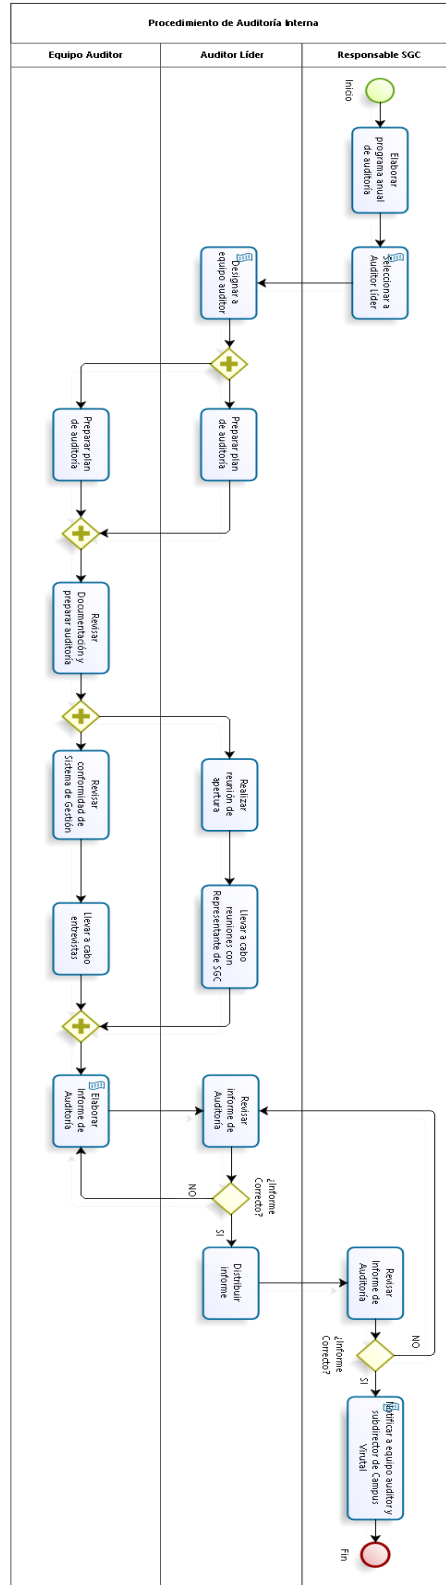 Procedimiento de Auditoría Interna
Equipo Auditor
Auditor Líder
Responsable SGC
Inicio
Elaborar
programa anual
de auditoría
Seleccionar a
Auditor Líder
Designar a
equipo auditor
Preparar plan
de auditoría
Preparar plan
de auditoría
Revisar
Documentación y
preparar auditoría
Revisar
conformidad de
Sistema de Gestión
Realizar
reunión de
apertura
Llevar a cabo
entrevistas
Llevar a cabo
reuniones con
Representante de SGC
Elaborar
Informe de
Auditoría
Revisar
informe de
Auditoría
¿Informe
Correcto?
NO
SI
Distribuir
informe
Revisar
Informe de
Auditoría
¿Informe
Correcto?
NO
SI
Notificar a equipo auditor y
subdirector de Campus
Virutal
Fin